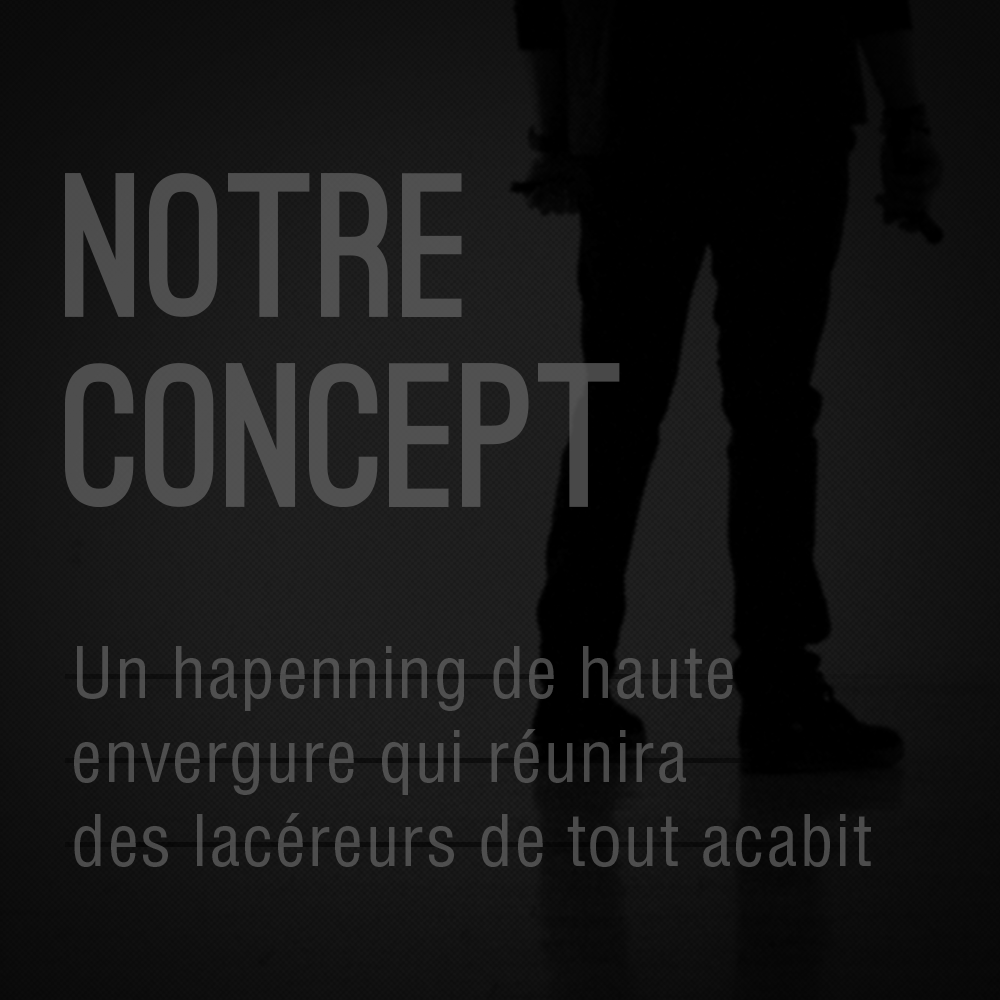 NOTRE
CONCEPT
Un hapenning de haute
envergure qui réunira
des lacéreurs de tout acabit